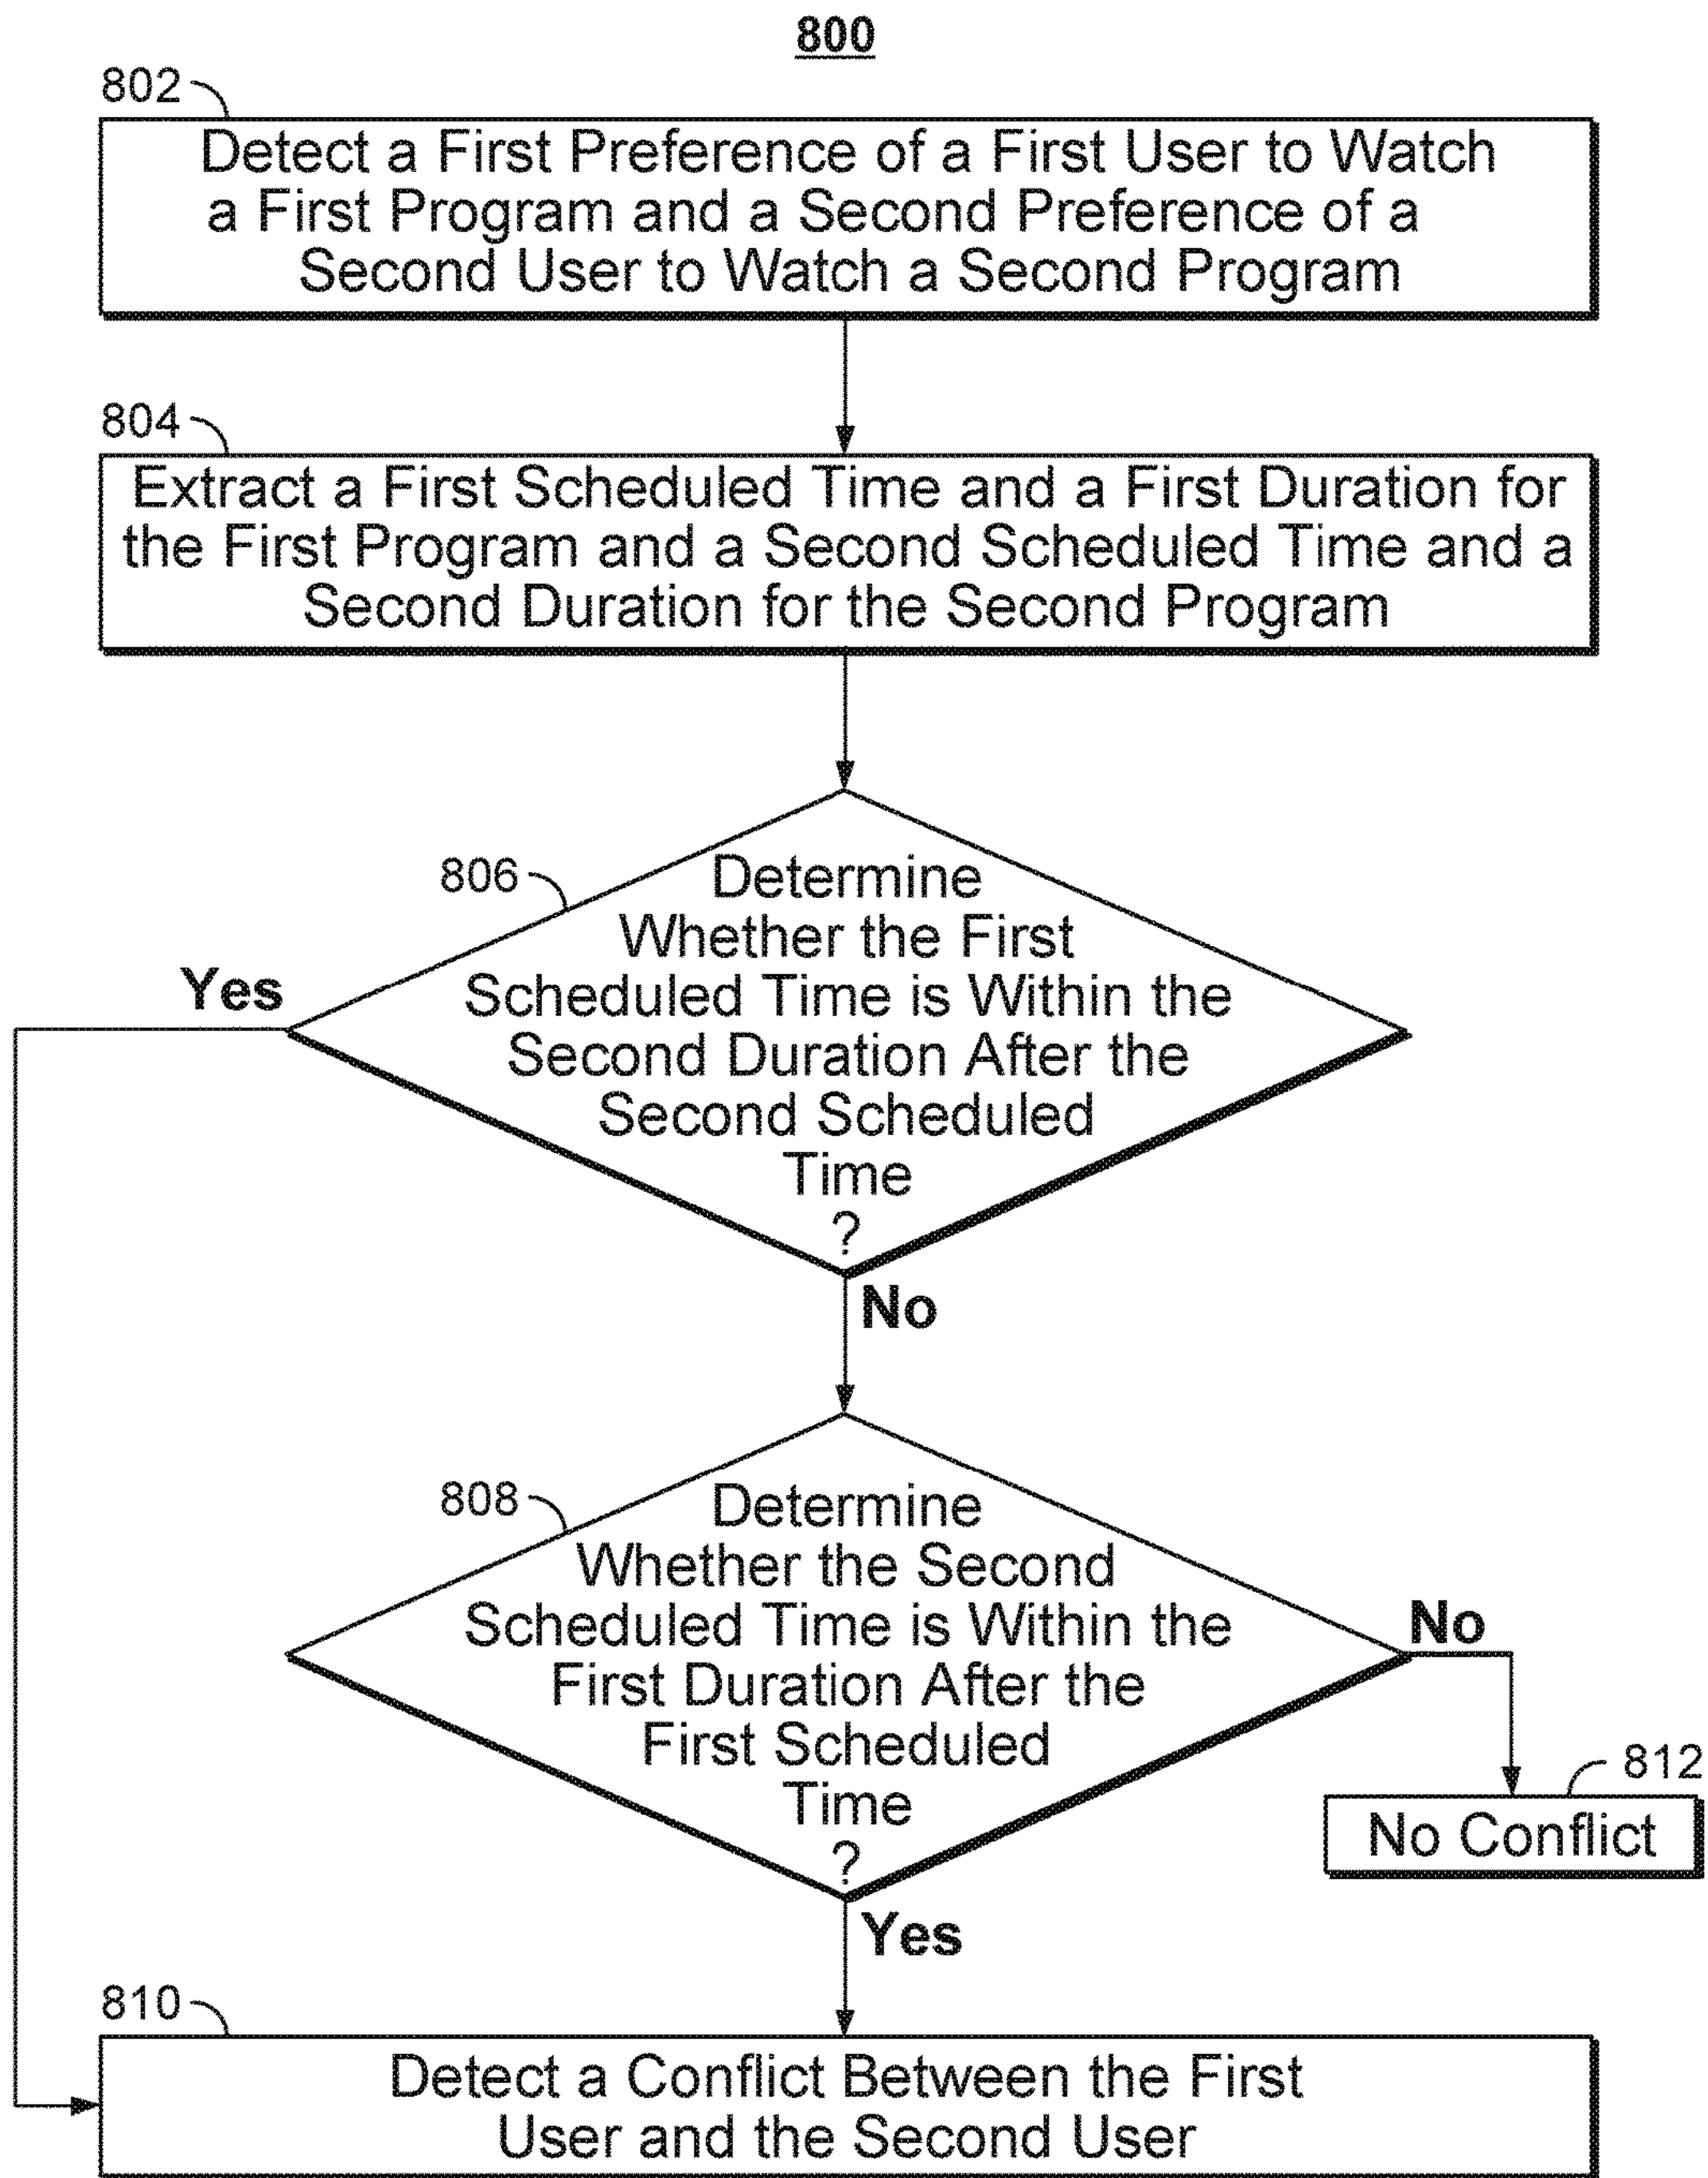 800
802
Detect a First Preference of a First User to Watch
a First Program and a Second Preference of a
Second User to Watch a Second Program
804
Extract a First Scheduled Time and a First Duration for
the First Program and a Second Scheduled Time and a
Second Duration for the Second Program
806
Determine
Whether the First
Scheduled Time is Within the
Second Duration After the
Second Scheduled
Time
?
Yes
No
808
Determine
Whether the Second
Scheduled Time is Within the
First Duration After the
First Scheduled
Time
?
No
812
No Conflict
Yes
810
Detect a Conflict Between the First
User and the Second User